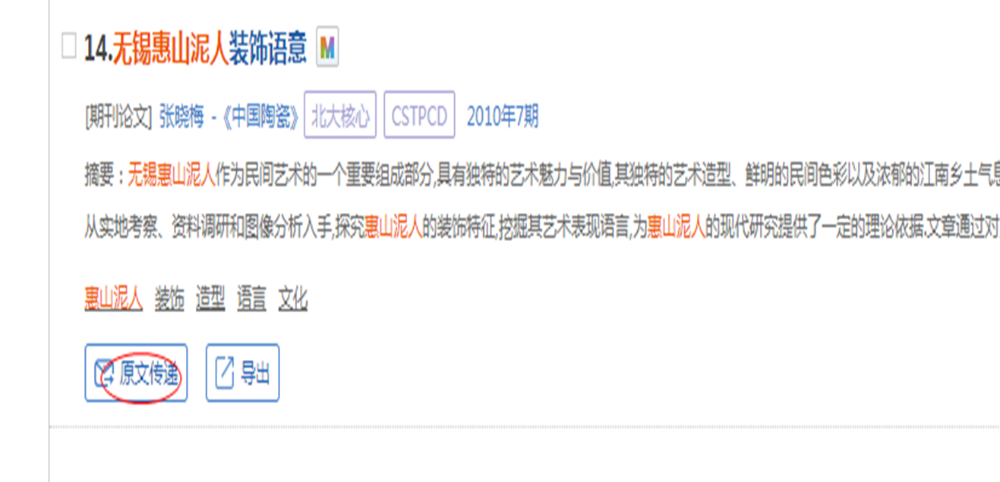 14.无锡惠山泥人装饰语意 M
[期刊论文] 张晓梅 -《中国陶瓷》 北大核心 CSTPCD 2010年7期
摘要：无锡惠山泥人作为民间艺术的一个重要组成部分,具有独特的艺术魅力与价值,其独特的艺术造型、鲜明的民间色彩以及浓郁的江南乡土气息
从实地考察、资料调研和图像分析入手,探究惠山泥人的装饰特征,挖掘其艺术表现语言,为惠山泥人的现代研究提供了一定的理论依据.文章通过对
惠山泥人 装饰 造型 语言 文化
原文传递 导出